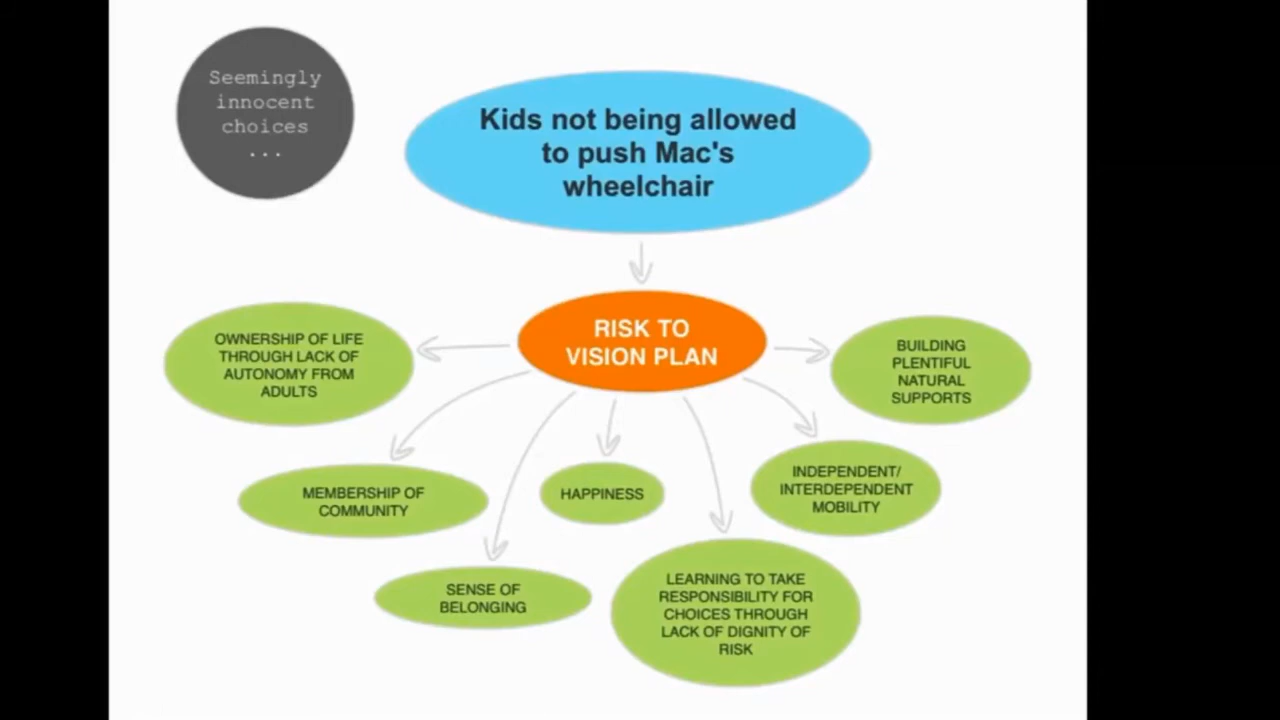 Seemingly
innocent
choices
...
Kids not being allowed
to push Mac's
wheelchair
RISK TO
VISION PLAN
OWNERSHIP OF LIFE
THROUGH LACK OF
AUTONOMY FROM
ADULTS
BUILDING
PLENTIFUL
NATURAL
SUPPORTS
MEMBERSHIP OF
COMMUNITY
HAPPINESS
INDEPENDENT/
INTERDEPENDENT
MOBILITY
SENSE OF
BELONGING
LEARNING TO TAKE
RESPONSIBILITY FOR
CHOICES THROUGH
LACK OF DIGNITY OF
RISK